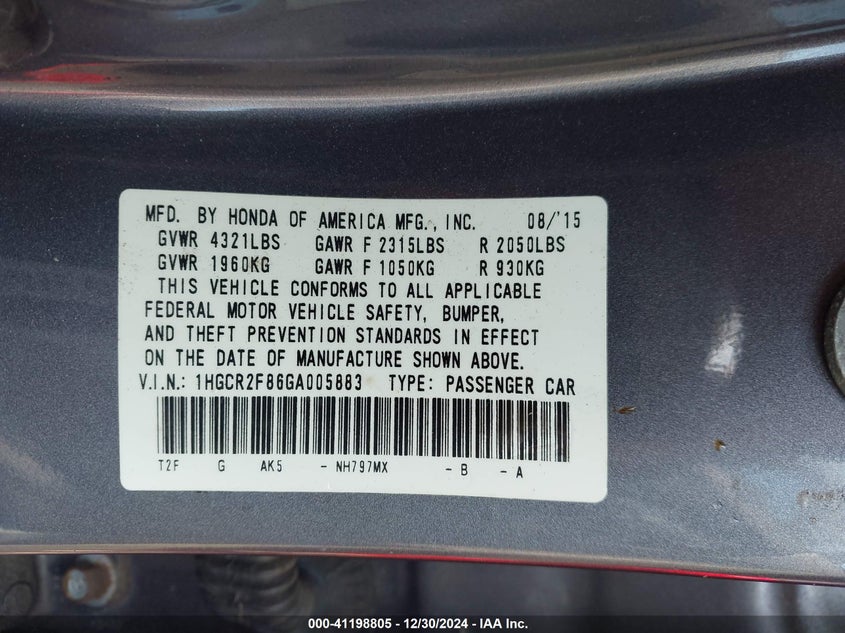 MFD. BY HONDA OF AMERICA MFG., INC. 08/'15
GVWR 4321LBS GAWR F 2315LBS R 2050LBS
GVWR 1960KG GAWR F 1050KG R 930KG
THIS VEHICLE CONFORMS TO ALL APPLICABLE
FEDERAL MOTOR VEHICLE SAFETY, BUMPER,
AND THEFT PREVENTION STANDARDS IN EFFECT
ON THE DATE OF MANUFACTURE SHOWN ABOVE.
V.I.N.: 1HGCR2F86GA005883 TYPE: PASSENGER CAR
T2F G AK5 - NH797MX - B - A
000-41198805 - 12/30/2024 - IAA Inc.